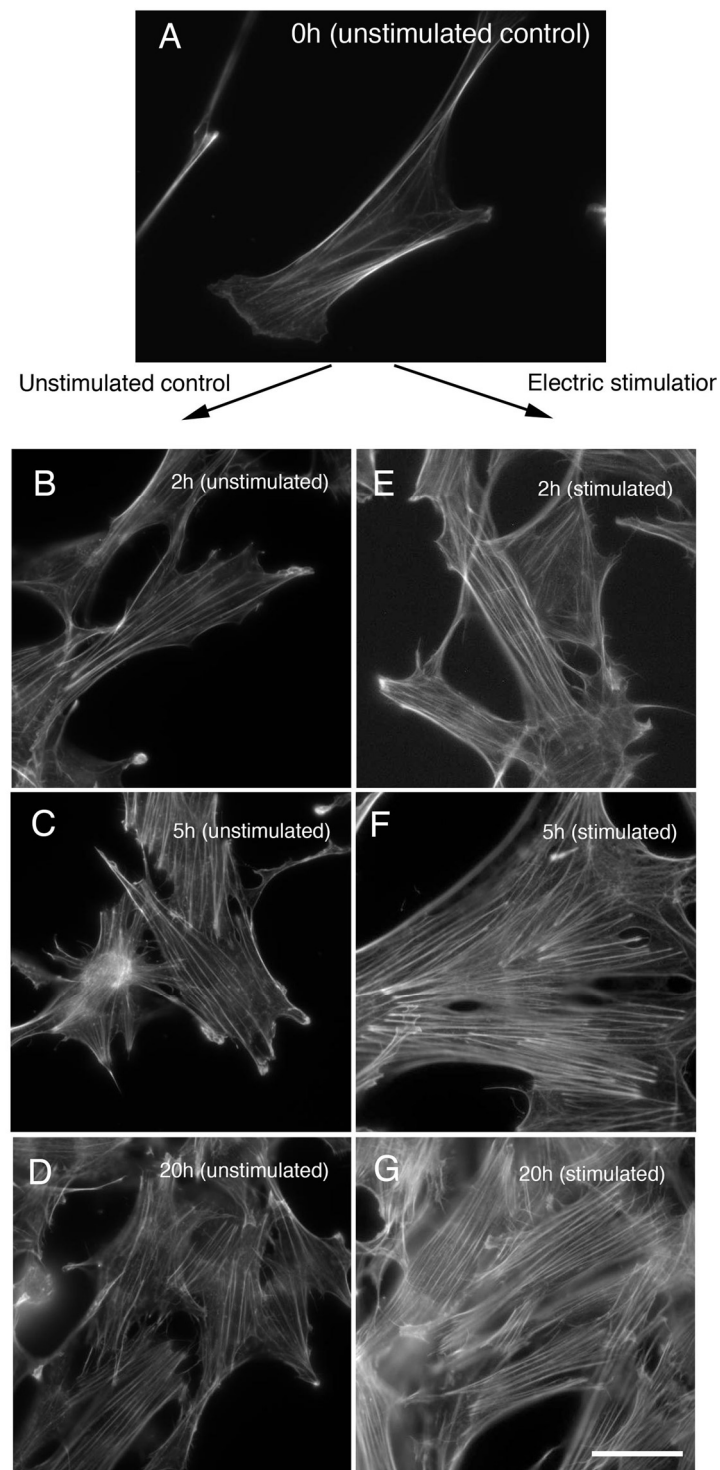 A 0h (unstimulated control)
Unstimulated control
Electric stimulatior
B 2h (unstimulated)
E 2h (stimulated)
C 5h (unstimulated)
F 5h (stimulated)
D 20h (unstimulated)
G 20h (stimulated)